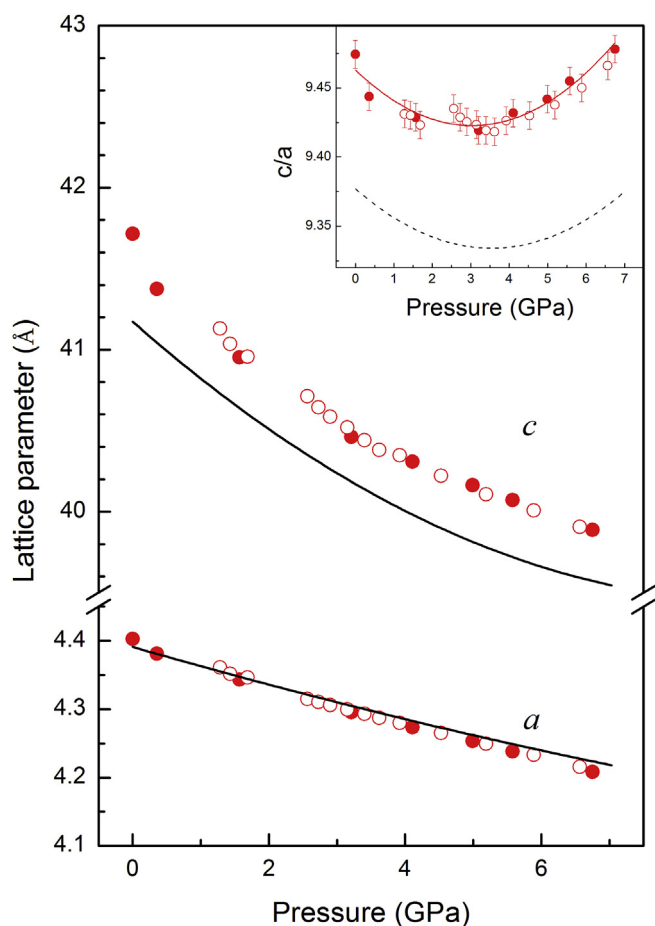 43
42
41
40
4.4
4.3
4.2
4.1
Lattice parameter (Å)
0 2 4 6
Pressure (GPa)
c
a
9.45
9.40
9.35
c/a
0 1 2 3 4 5 6 7
Pressure (GPa)